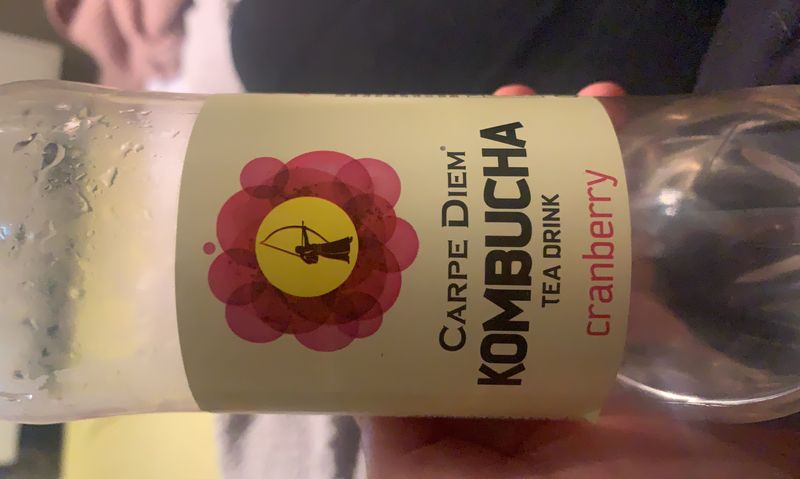 CARPE DIEM®
KOMBUCHA
TEA DRINK
cranberry